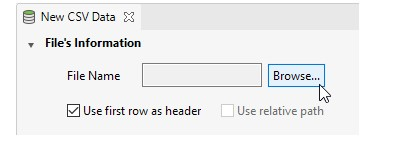 New CSV Data
File's Information
File Name Browse...
Use first row as header Use relative path